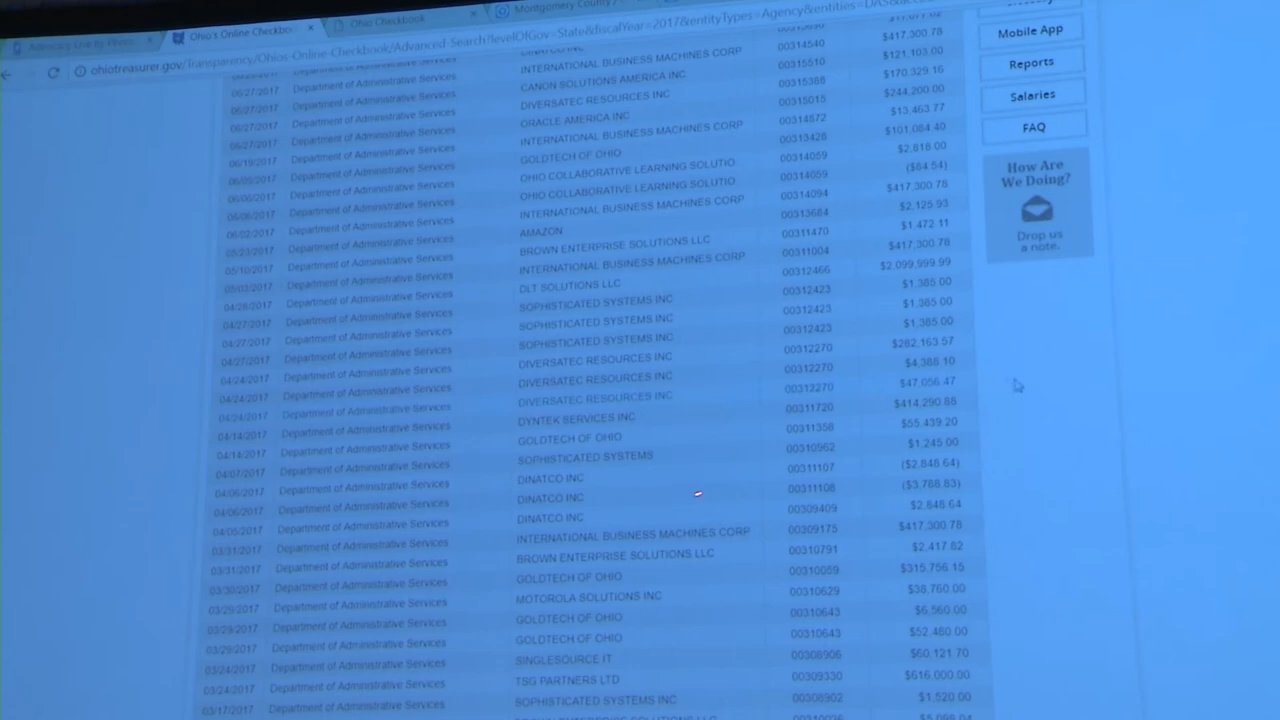 Ohio's Online Checkbo
Ohio Checkbook
Montgomery County
ohiotreasurer.gov/Transparency/Ohios-Online-Checkbook/Advanced-Search?levelOfGov=State&fiscalYear=2017&entityTypes=Agency&entities=DAS
Department of Administrative Services INTERNATIONAL BUSINESS MACHINES CORP 00314540 $417,300.78
06/27/2017 Department of Administrative Services CANON SOLUTIONS AMERICA INC 00315510 $121,103.00
06/27/2017 Department of Administrative Services DIVERSATEC RESOURCES INC 00315386 $170,329.16
06/27/2017 Department of Administrative Services ORACLE AMERICA INC 00315015 $244,200.00
06/19/2017 Department of Administrative Services INTERNATIONAL BUSINESS MACHINES CORP 00314872 $13,463.77
06/09/2017 Department of Administrative Services GOLDTECH OF OHIO 00313428 $101,084.40
06/06/2017 Department of Administrative Services OHIO COLLABORATIVE LEARNING SOLUTIO 00314059 $2,818.00
06/06/2017 Department of Administrative Services OHIO COLLABORATIVE LEARNING SOLUTIO 00314059 ($84.54)
06/02/2017 Department of Administrative Services INTERNATIONAL BUSINESS MACHINES CORP 00314094 $417,300.78
05/23/2017 Department of Administrative Services AMAZON 00313684 $2,125.93
05/10/2017 Department of Administrative Services BROWN ENTERPRISE SOLUTIONS LLC 00311470 $1,472.11
05/03/2017 Department of Administrative Services INTERNATIONAL BUSINESS MACHINES CORP 00311004 $417,300.78
04/28/2017 Department of Administrative Services DLT SOLUTIONS LLC 00312466 $2,099,999.99
04/27/2017 Department of Administrative Services SOPHISTICATED SYSTEMS INC 00312423 $1,385.00
04/27/2017 Department of Administrative Services SOPHISTICATED SYSTEMS INC 00312423 $1,385.00
04/27/2017 Department of Administrative Services SOPHISTICATED SYSTEMS INC 00312423 $1,385.00
04/24/2017 Department of Administrative Services DIVERSATEC RESOURCES INC 00312270 $282,163.57
04/24/2017 Department of Administrative Services DIVERSATEC RESOURCES INC 00312270 $4,388.10
04/24/2017 Department of Administrative Services DIVERSATEC RESOURCES INC 00312270 $47,056.47
04/14/2017 Department of Administrative Services DYNTEK SERVICES INC 00311720 $414,290.88
04/14/2017 Department of Administrative Services GOLDTECH OF OHIO 00311358 $55,439.20
04/07/2017 Department of Administrative Services SOPHISTICATED SYSTEMS 00310962 $1,245.00
04/06/2017 Department of Administrative Services DINATCO INC 00311107 ($2,848.64)
04/06/2017 Department of Administrative Services DINATCO INC 00311108 ($3,788.83)
04/05/2017 Department of Administrative Services DINATCO INC 00309409 $2,848.64
03/31/2017 Department of Administrative Services INTERNATIONAL BUSINESS MACHINES CORP 00309175 $417,300.78
03/31/2017 Department of Administrative Services BROWN ENTERPRISE SOLUTIONS LLC 00310791 $2,417.82
03/30/2017 Department of Administrative Services GOLDTECH OF OHIO 00310059 $315,756.15
03/29/2017 Department of Administrative Services MOTOROLA SOLUTIONS INC 00310629 $38,760.00
03/29/2017 Department of Administrative Services GOLDTECH OF OHIO 00310643 $6,560.00
03/29/2017 Department of Administrative Services GOLDTECH OF OHIO 00310643 $52,480.00
03/24/2017 Department of Administrative Services SINGLESOURCE IT 00308906 $60,121.70
03/24/2017 Department of Administrative Services TSG PARTNERS LTD 00309330 $616,000.00
03/17/2017 Department of Administrative Services SOPHISTICATED SYSTEMS INC 00308902 $1,520.00
Mobile App
Reports
Salaries
FAQ
How Are
We Doing?
Drop us
a note.